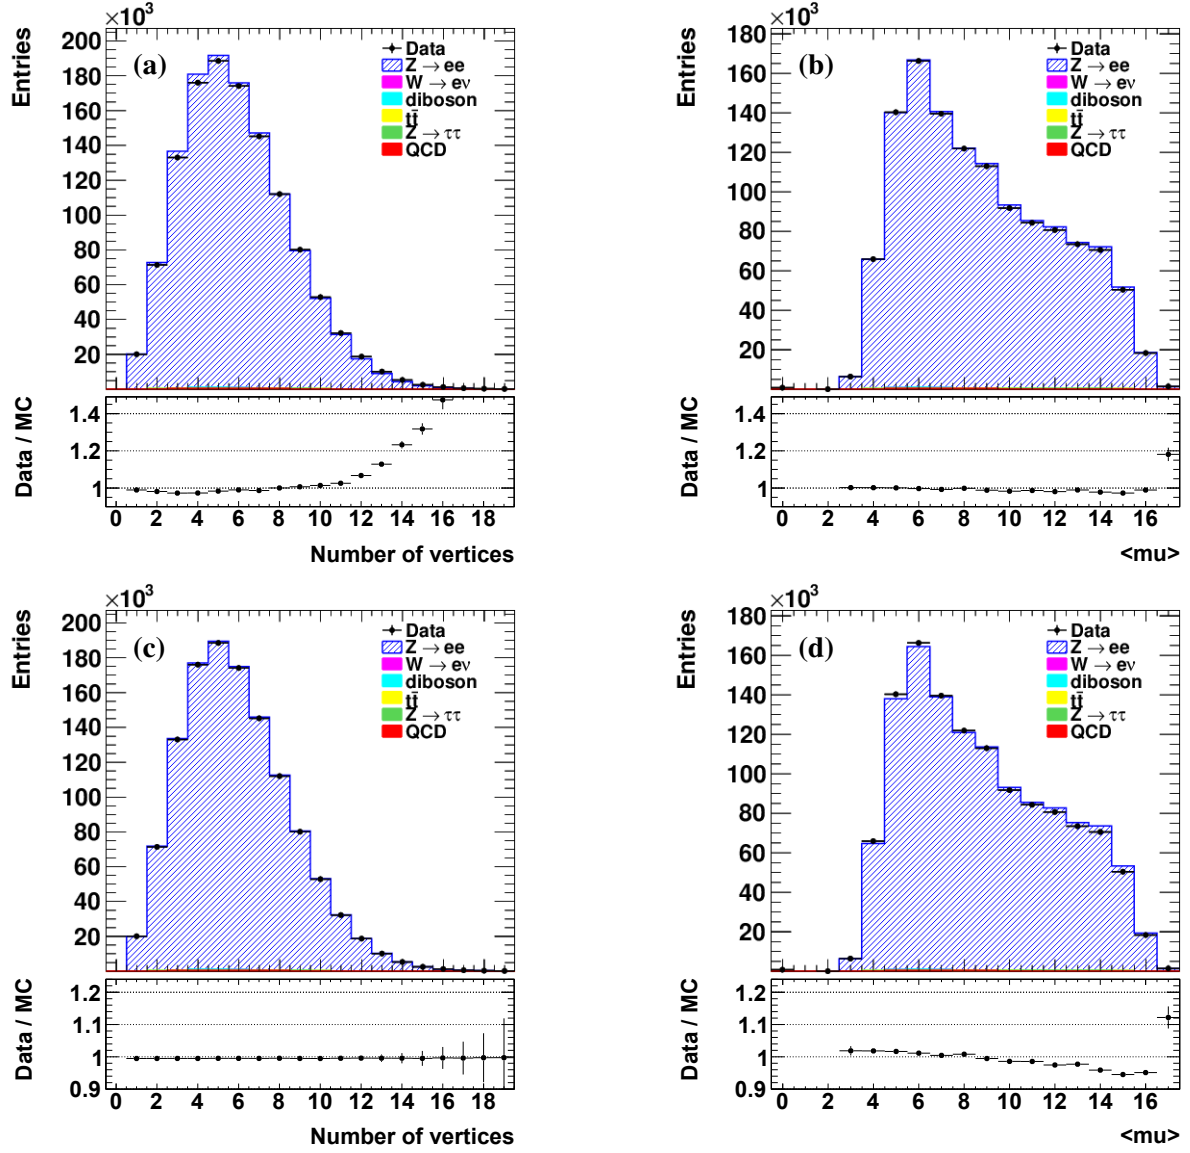 ×10³
Entries
200
180
160
140
120
100
80
60
40
20
(a)
Data
Z → ee
W → eν
diboson
tt̄
Z → ττ
QCD
Data / MC
1.4
1.2
1
0 2 4 6 8 10 12 14 16 18
Number of vertices
×10³
Entries
180
160
140
120
100
80
60
40
20
(b)
Data
Z → ee
W → eν
diboson
tt̄
Z → ττ
QCD
Data / MC
1.4
1.2
1
0 2 4 6 8 10 12 14 16
<mu>
×10³
Entries
200
180
160
140
120
100
80
60
40
20
(c)
Data
Z → ee
W → eν
diboson
tt̄
Z → ττ
QCD
Data / MC
1.2
1.1
1
0.9
0 2 4 6 8 10 12 14 16 18
Number of vertices
×10³
Entries
180
160
140
120
100
80
60
40
20
(d)
Data
Z → ee
W → eν
diboson
tt̄
Z → ττ
QCD
Data / MC
1.2
1.1
1
0.9
0 2 4 6 8 10 12 14 16
<mu>